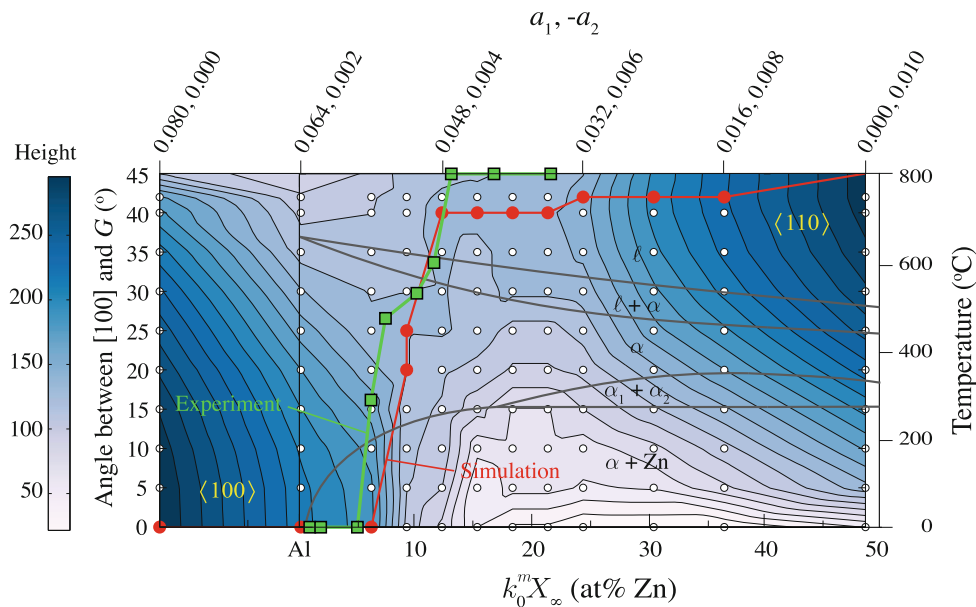 a₁, -a₂
0.080, 0.000
0.064, 0.002
0.048, 0.004
0.032, 0.006
0.016, 0.008
0.000, 0.010
Height
250
200
150
100
50
Angle between [100] and G (°)
45
40
35
30
25
20
15
10
5
0
⟨100⟩
⟨110⟩
Experiment
Simulation
ℓ
ℓ + α
α
α₁ + α₂
α + Zn
800
600
400
200
0
Temperature (°C)
Al 10 20 30 40 50
k₀ᵐX∞ (at% Zn)